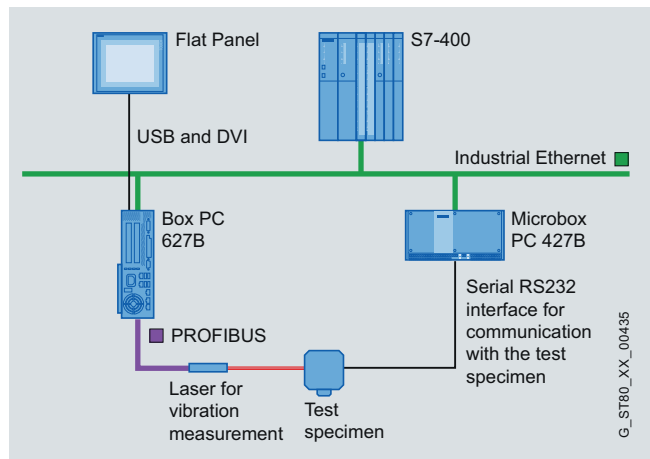 Flat Panel
S7-400
USB and DVI
Industrial Ethernet
Box PC
627B
Microbox
PC 427B
Serial RS232
interface for
communication
with the test
specimen
PROFIBUS
Laser for
vibration
measurement
Test
specimen
G_ST80_XX_00435